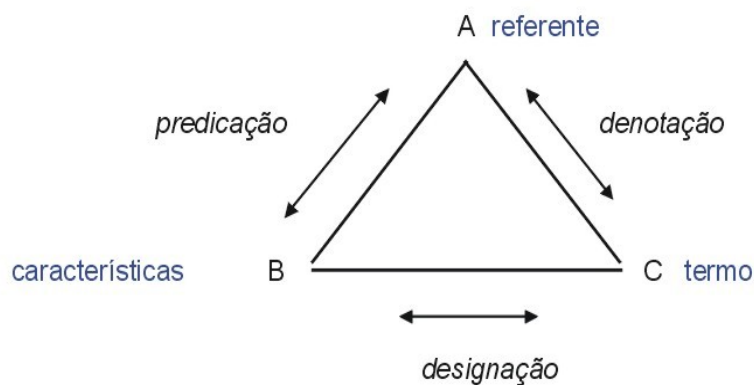 A referente
predicação
denotação
características B
C termo
designação